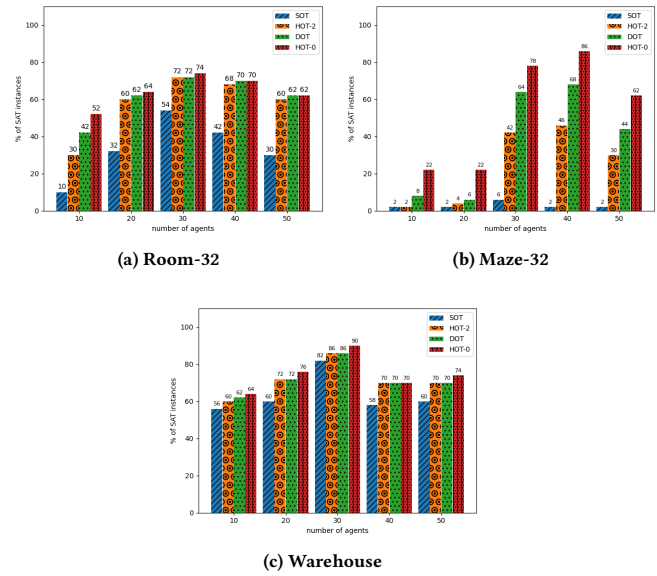 SOT
HOT-2
DOT
HOT-0
% of SAT instances
100
80
60
40
20
0
10 30 42 52
32 60 62 64
54 72 72 74
42 68 70 70
30 60 62 62
10 20 30 40 50
number of agents
(a) Room-32
SOT
HOT-2
DOT
HOT-0
% of SAT instances
100
80
60
40
20
0
2 2 8 22
2 4 6 22
6 42 64 78
2 46 68 86
2 30 44 62
10 20 30 40 50
number of agents
(b) Maze-32
SOT
HOT-2
DOT
HOT-0
% of SAT instances
100
80
60
40
20
0
56 60 62 64
60 72 72 76
82 86 86 90
58 70 70 70
60 70 70 74
10 20 30 40 50
number of agents
(c) Warehouse